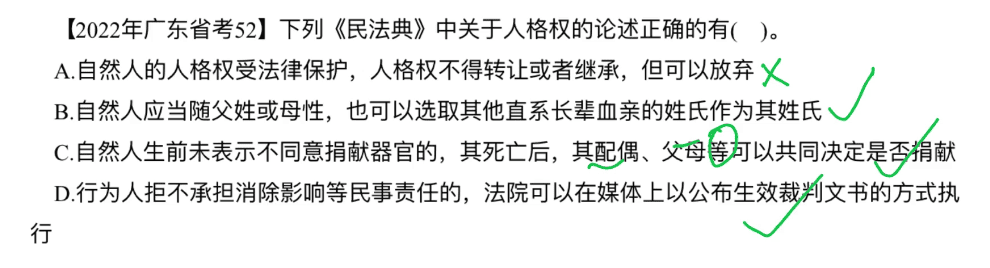 【2022年广东省考52】下列《民法典》中关于人格权的论述正确的有(  )。
A.自然人的人格权受法律保护，人格权不得转让或者继承，但可以放弃
B.自然人应当随父姓或母性，也可以选取其他直系长辈血亲的姓氏作为其姓氏
C.自然人生前未表示不同意捐献器官的，其死亡后，其配偶、父母等可以共同决定是否捐献
D.行为人拒不承担消除影响等民事责任的，法院可以在媒体上以公布生效裁判文书的方式执
行